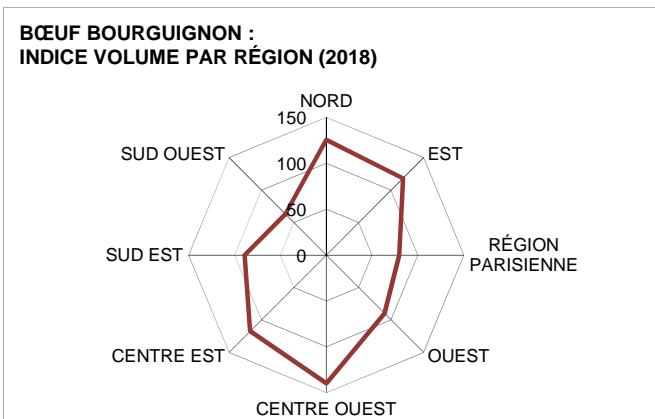 BŒUF BOURGUIGNON :
INDICE VOLUME PAR RÉGION (2018)
NORD
150
SUD OUEST
EST
100
50
SUD EST
0
RÉGION
PARISIENNE
CENTRE EST
OUEST
CENTRE OUEST